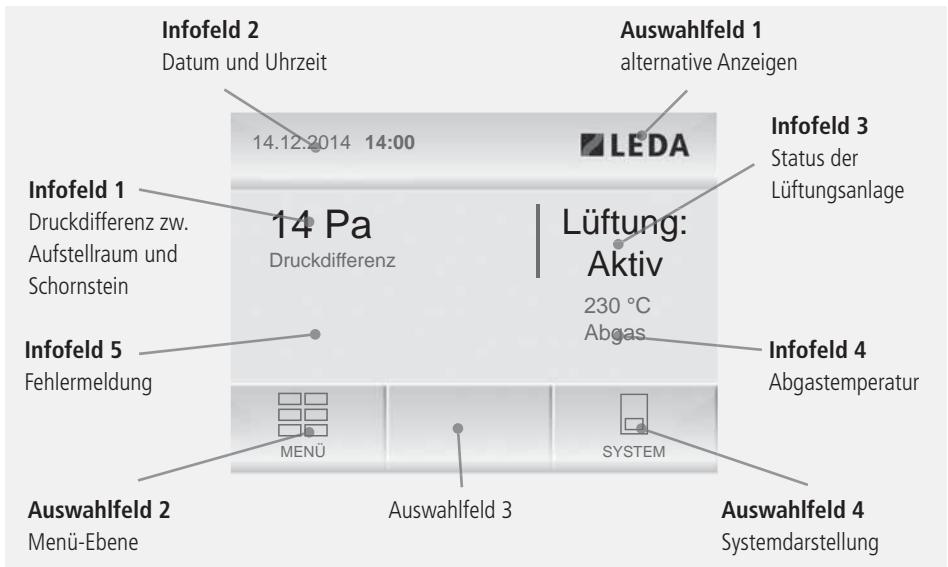 Infofeld 2
Datum und Uhrzeit
Auswahlfeld 1
alternative Anzeigen
Infofeld 3
Status der
Lüftungsanlage
14.12.2014 14:00
LEDA
Infofeld 1
Druckdifferenz zw.
Aufstellraum und
Schornstein
14 Pa
Druckdifferenz
Lüftung:
Aktiv
230 °C
Abgas
Infofeld 5
Fehlermeldung
Infofeld 4
Abgastemperatur
MENÜ
SYSTEM
Auswahlfeld 2
Menü-Ebene
Auswahlfeld 3
Auswahlfeld 4
Systemdarstellung